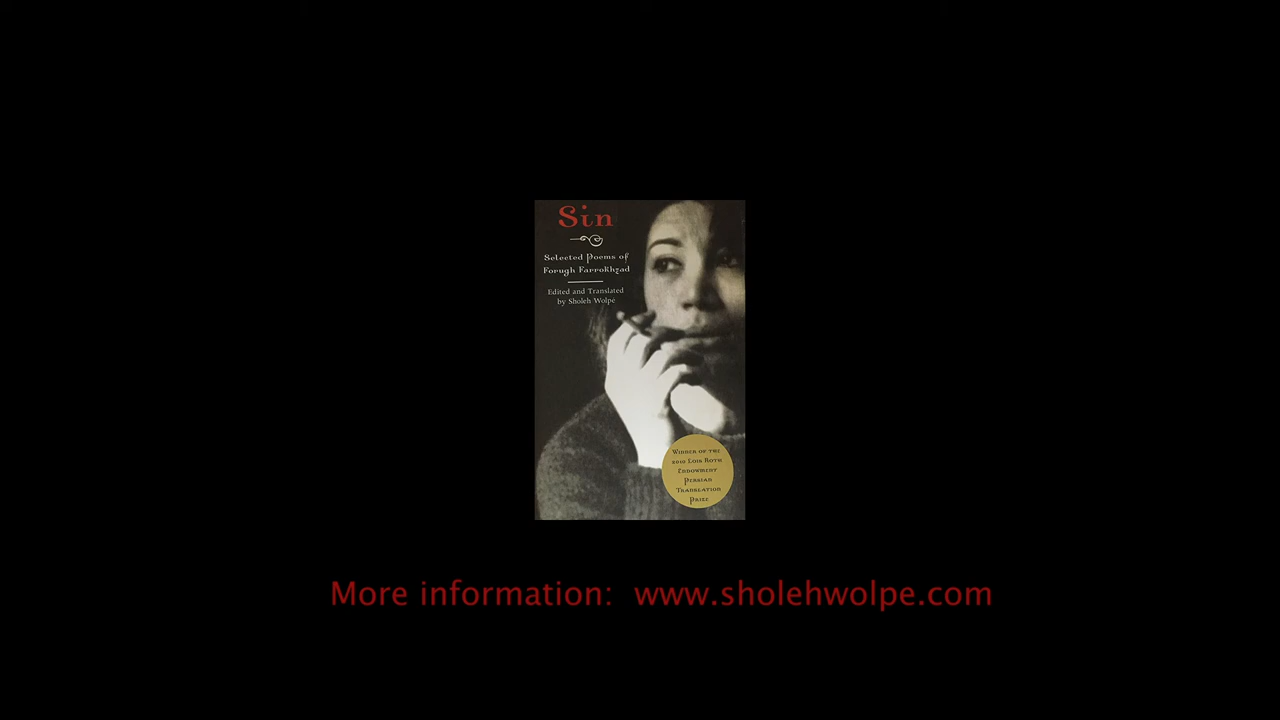 Sin
Selected Poems of
Forugh Farrokhzad
Edited and Translated
by Sholeh Wolpé
Winner of the
2010 Lois Roth
Endowment
Persian
Translation
Prize
More information: www.sholehwolpe.com